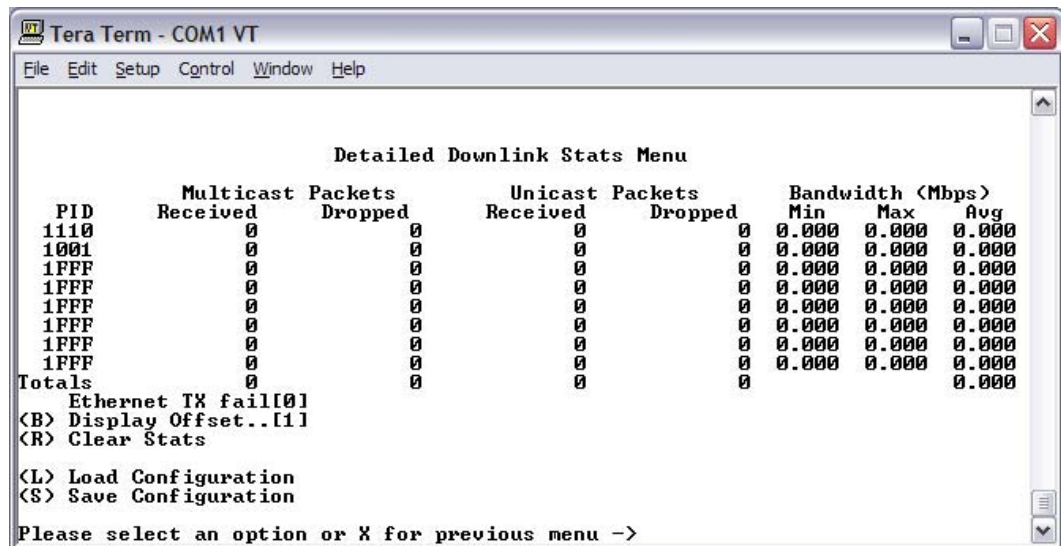 Tera Term - COM1 VT
File Edit Setup Control Window Help
Detailed Downlink Stats Menu
Multicast Packets Unicast Packets Bandwidth (Mbps)
PID Received Dropped Received Dropped Min Max Avg
1110 0 0 0 0 0.000 0.000 0.000
1001 0 0 0 0 0.000 0.000 0.000
1FFF 0 0 0 0 0.000 0.000 0.000
1FFF 0 0 0 0 0.000 0.000 0.000
1FFF 0 0 0 0 0.000 0.000 0.000
1FFF 0 0 0 0 0.000 0.000 0.000
1FFF 0 0 0 0 0.000 0.000 0.000
1FFF 0 0 0 0 0.000 0.000 0.000
Totals 0 0 0 0 0.000
Ethernet TX fail[0]
(B) Display Offset..[1]
(R) Clear Stats
(L) Load Configuration
(S) Save Configuration
Please select an option or X for previous menu ->